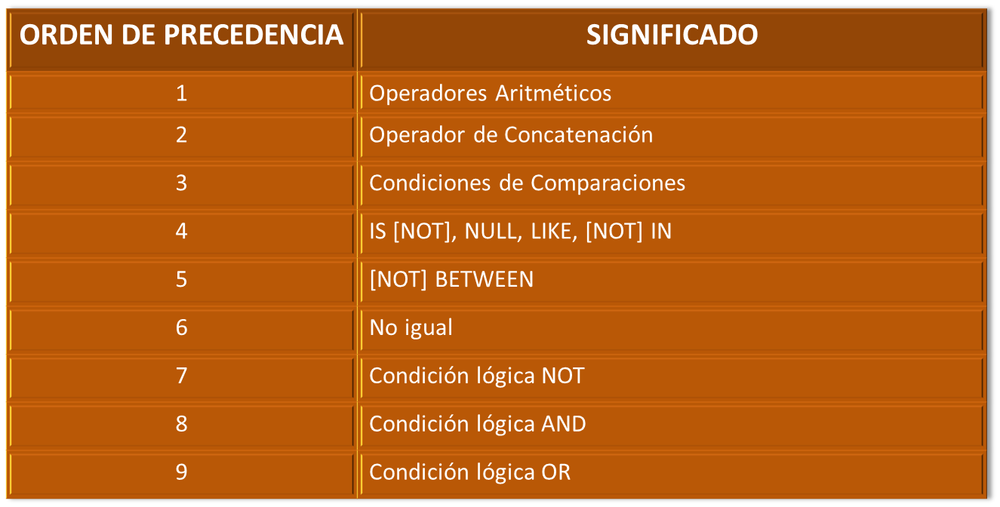 ORDEN DE PRECEDENCIA SIGNIFICADO
1 Operadores Aritméticos
2 Operador de Concatenación
3 Condiciones de Comparaciones
4 IS [NOT], NULL, LIKE, [NOT] IN
5 [NOT] BETWEEN
6 No igual
7 Condición lógica NOT
8 Condición lógica AND
9 Condición lógica OR